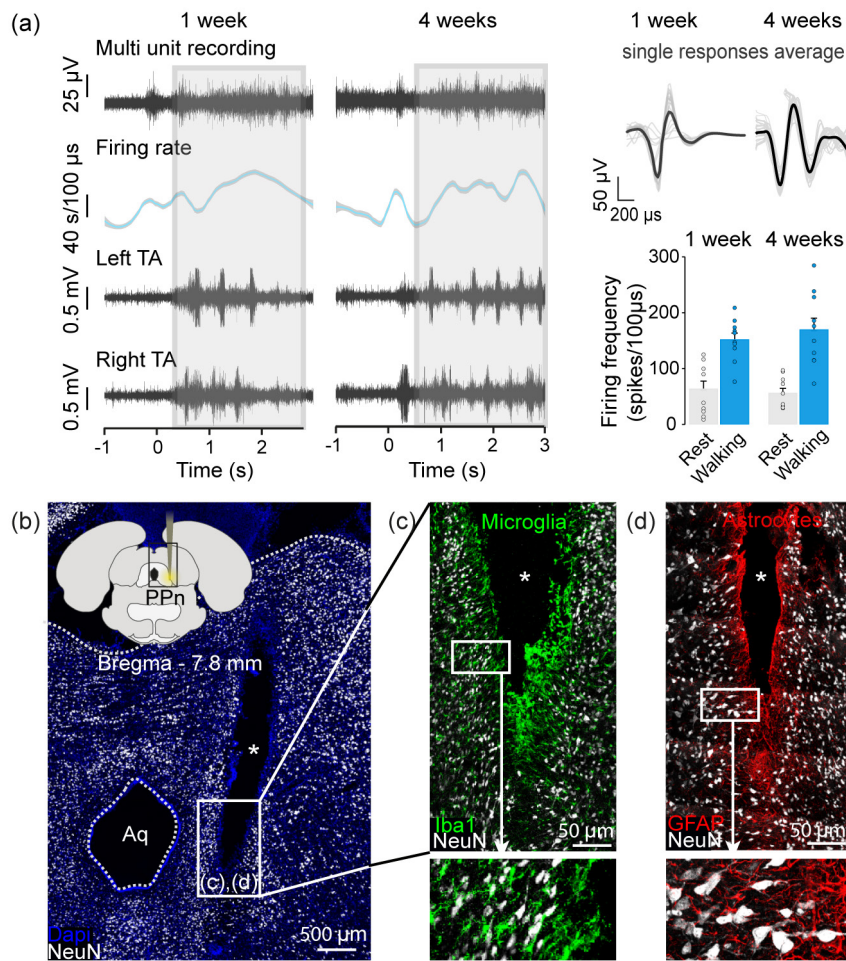 (a)
1 week
4 weeks
Multi unit recording
25 µV
Firing rate
40 s/100 µs
Left TA
0.5 mV
Right TA
0.5 mV
-1 0 1 2
Time (s)
-1 0 1 2 3
Time (s)
1 week 4 weeks
single responses average
50 µV
200 µs
1 week 4 weeks
Firing frequency
(spikes/100µs)
300
200
100
0
Rest
Walking
Rest
Walking
(b)
PPn
Bregma - 7.8 mm
*
Aq
(c),(d)
Dapi
NeuN
500 µm
(c)
Microglia
*
Iba1
NeuN
50 µm
(d)
Astrocytes
*
GFAP
NeuN
50 µm